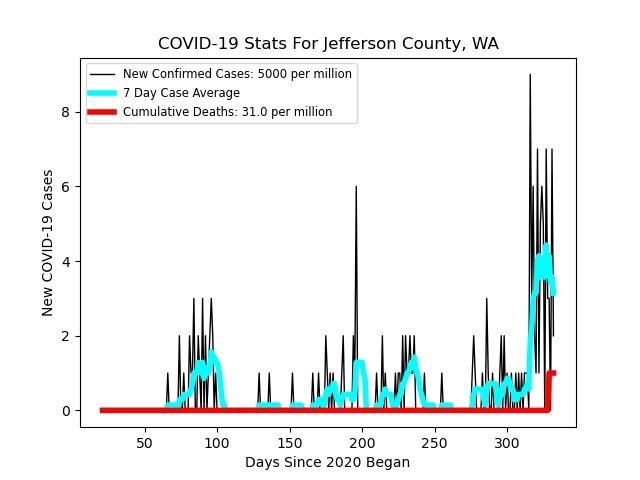 COVID-19 Stats For Jefferson County, WA
New Confirmed Cases: 5000 per million
7 Day Case Average
Cumulative Deaths: 31.0 per million
New COVID-19 Cases
8
6
4
2
0
50 100 150 200 250 300
Days Since 2020 Began